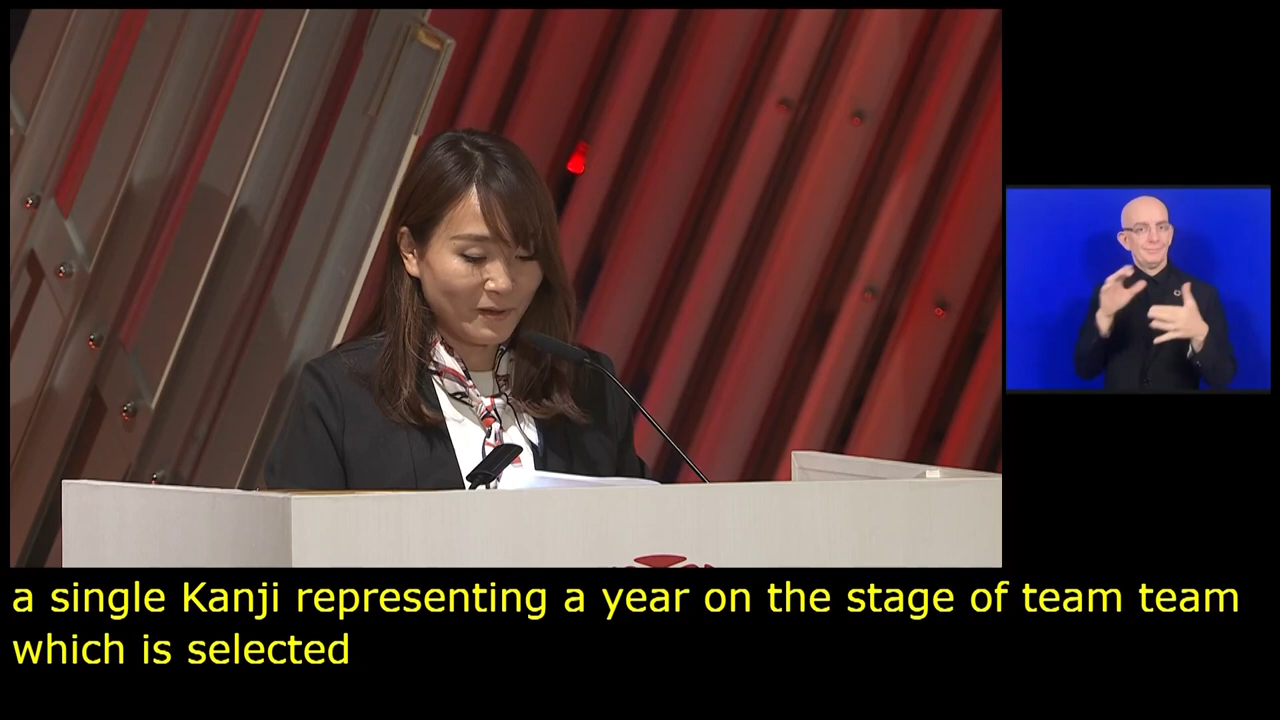 a single Kanji representing a year on the stage of team team
which is selected